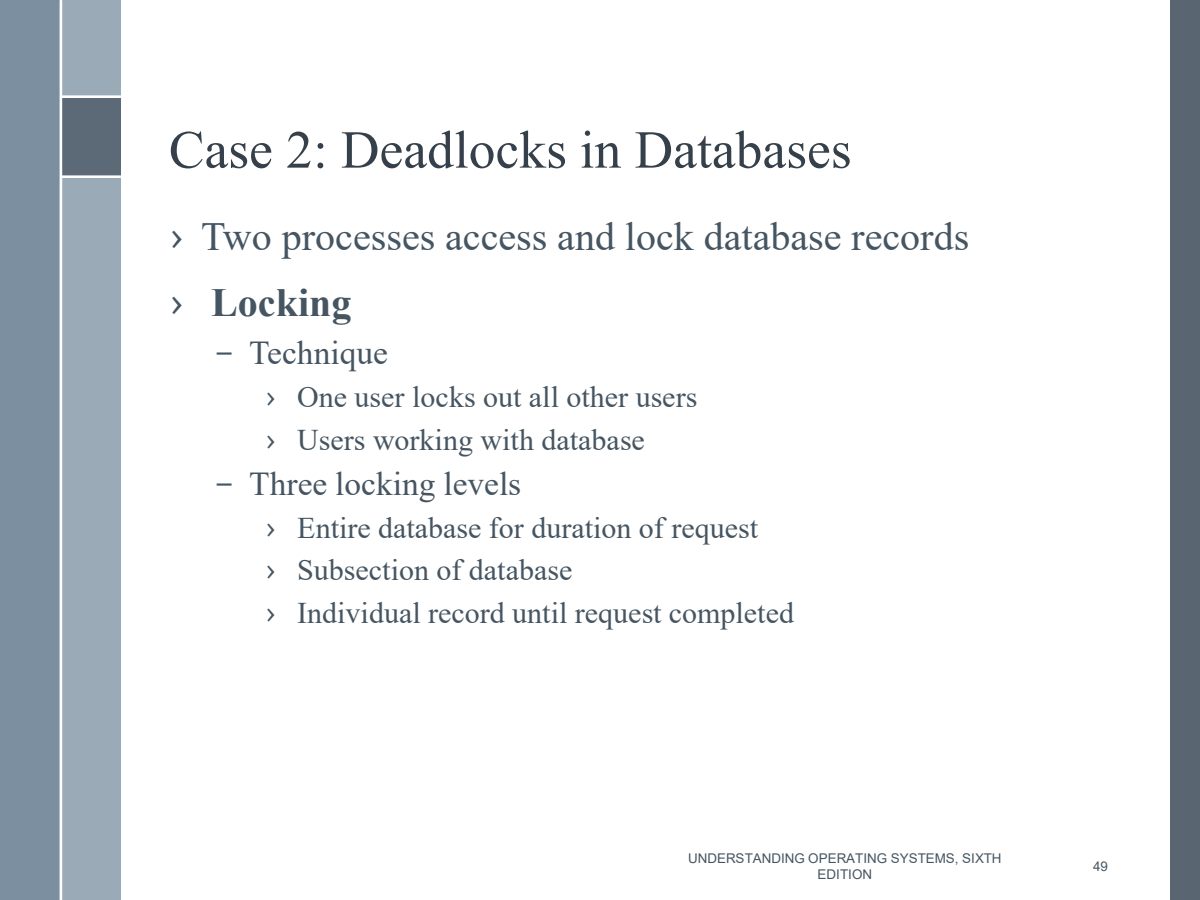 Case 2: Deadlocks in Databases
› Two processes access and lock database records
› Locking
– Technique
› One user locks out all other users
› Users working with database
– Three locking levels
› Entire database for duration of request
› Subsection of database
› Individual record until request completed
UNDERSTANDING OPERATING SYSTEMS, SIXTH
EDITION
49